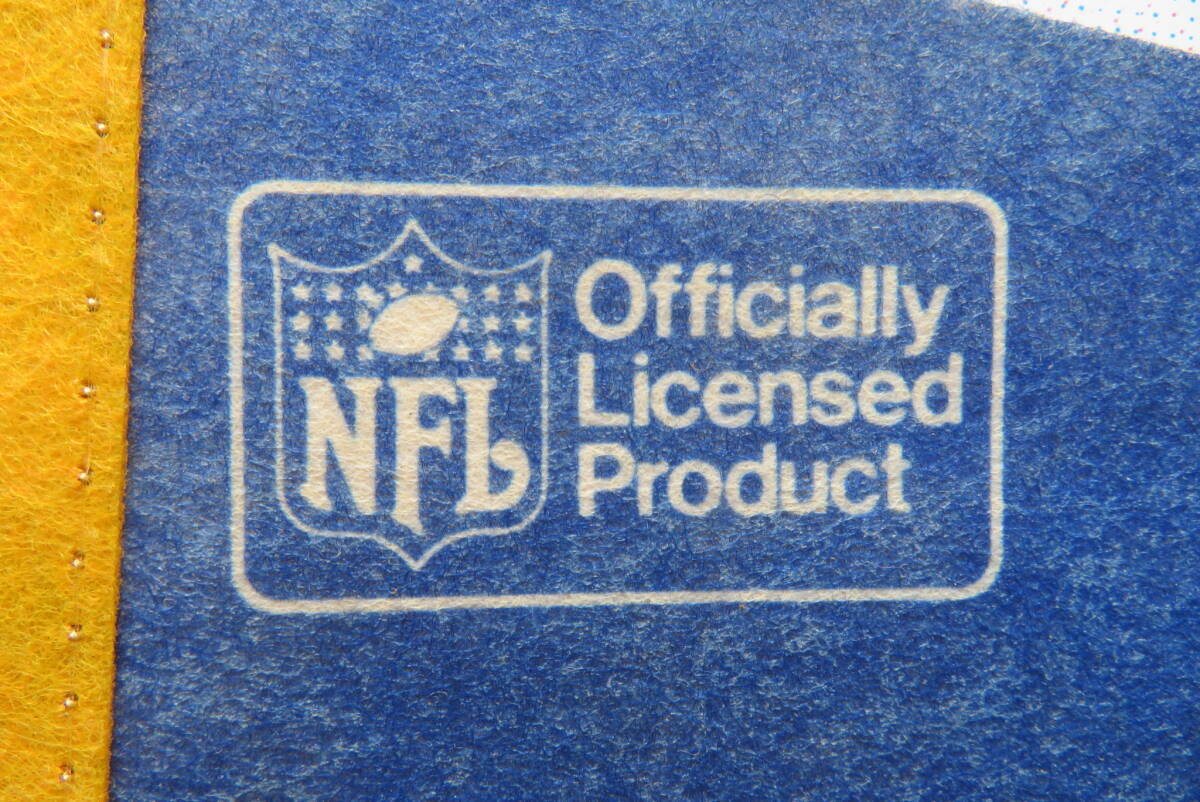 NFL
Officially
Licensed
Product